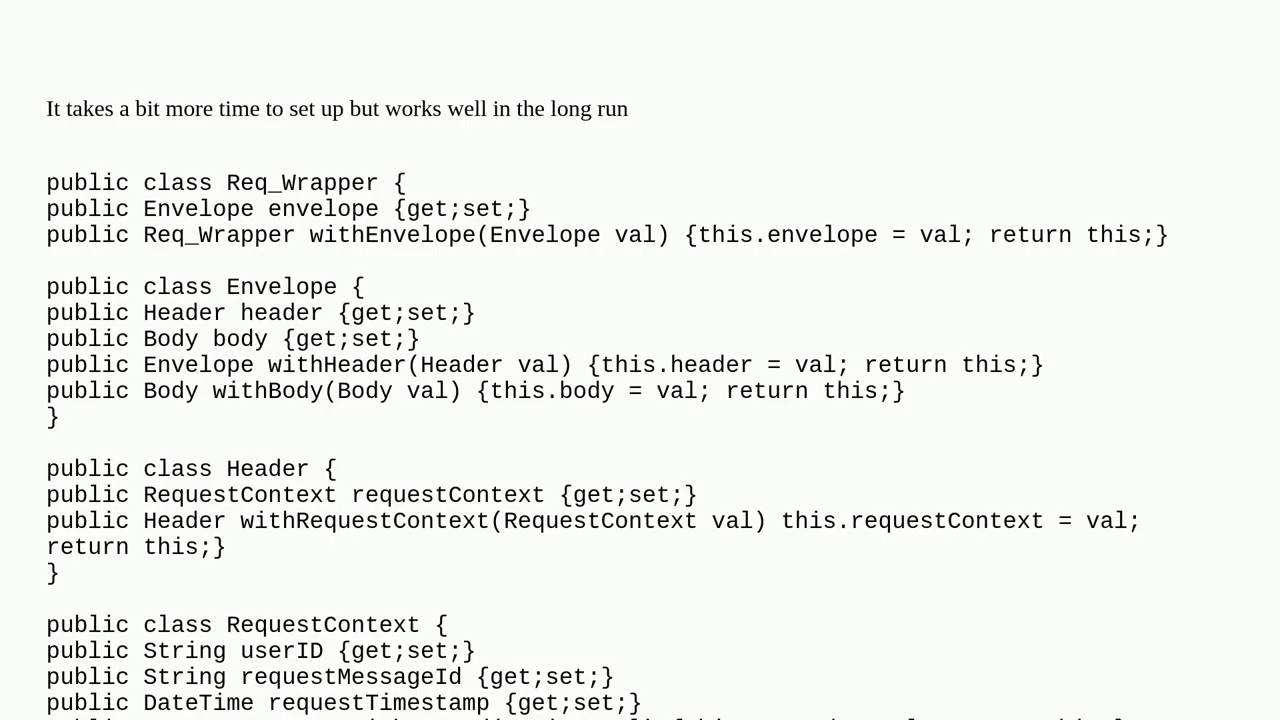 It takes a bit more time to set up but works well in the long run
public class Req_Wrapper {
public Envelope envelope {get;set;}
public Req_Wrapper withEnvelope(Envelope val) {this.envelope = val; return this;}
public class Envelope {
public Header header {get;set;}
public Body body {get;set;}
public Envelope withHeader(Header val) {this.header = val; return this;}
public Body withBody(Body val) {this.body = val; return this;}
}
public class Header {
public RequestContext requestContext {get;set;}
public Header withRequestContext(RequestContext val) this.requestContext = val;
return this;}
}
public class RequestContext {
public String userID {get;set;}
public String requestMessageId {get;set;}
public DateTime requestTimestamp {get;set;}